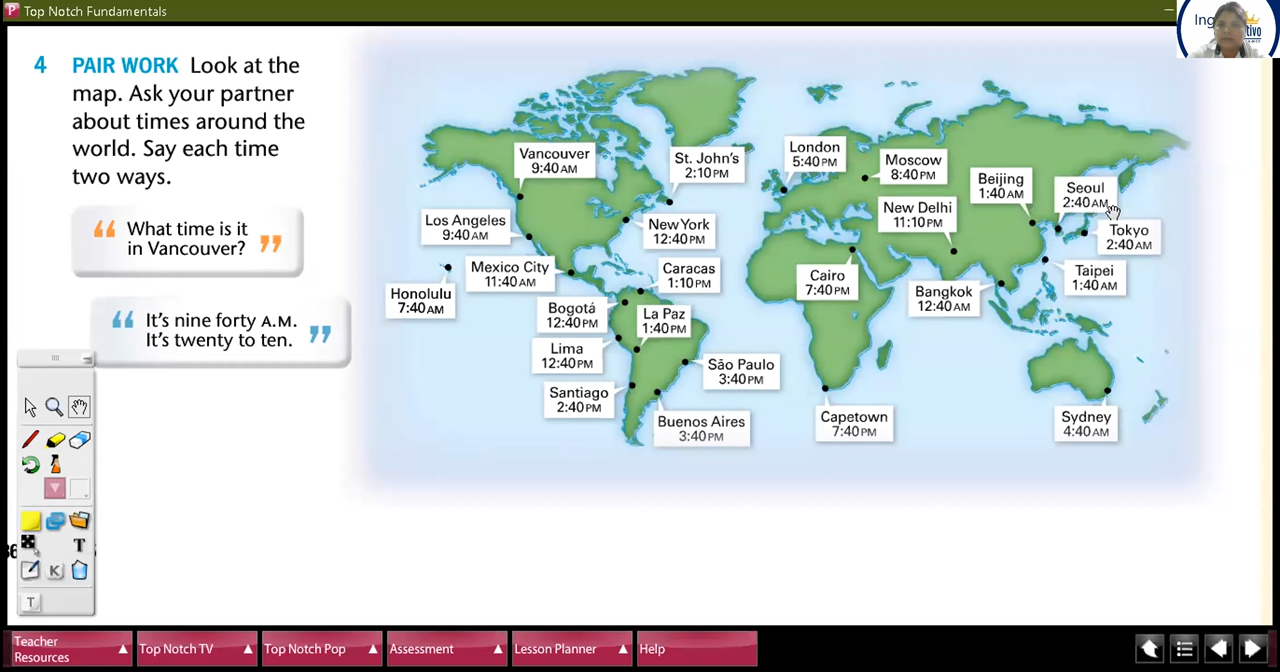 Top Notch Fundamentals
Ing
tivo
4 PAIR WORK Look at the
map. Ask your partner
about times around the
world. Say each time
two ways.
“ What time is it
in Vancouver? ”
“ It's nine forty A.M.
It's twenty to ten. ”
Vancouver
9:40 AM
St. John's
2:10 PM
London
5:40 PM
Moscow
8:40 PM
Beijing
1:40 AM
Seoul
2:40 AM
Los Angeles
9:40 AM
New York
12:40 PM
New Delhi
11:10 PM
Tokyo
2:40 AM
Honolulu
7:40 AM
Mexico City
11:40 AM
Caracas
1:10 PM
Cairo
7:40 PM
Bangkok
12:40 AM
Taipei
1:40 AM
Bogotá
12:40 PM
La Paz
1:40 PM
Lima
12:40 PM
São Paulo
3:40 PM
Santiago
2:40 PM
Buenos Aires
3:40 PM
Capetown
7:40 PM
Sydney
4:40 AM
T
K
T
Teacher
Resources
Top Notch TV
Top Notch Pop
Assessment
Lesson Planner
Help